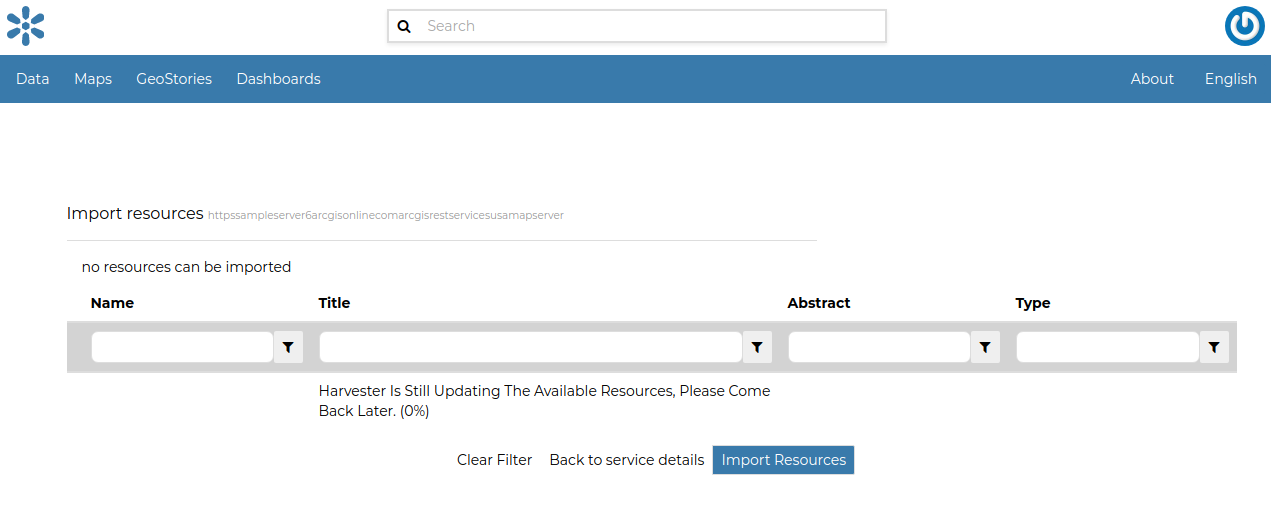 Search
Data Maps GeoStories Dashboards About English
Import resources httpssampleserver6arcgisonlinecomarcgisrestservicesusamapserver
no resources can be imported
Name Title Abstract Type
Harvester Is Still Updating The Available Resources, Please Come
Back Later. (0%)
Clear Filter Back to service details Import Resources